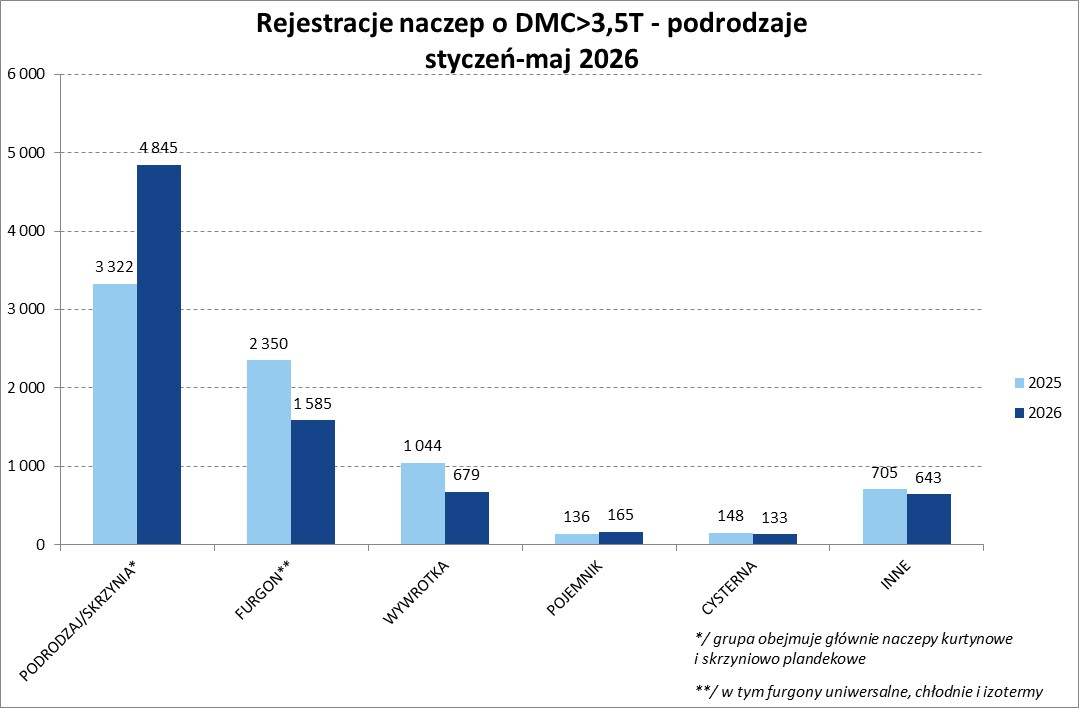 Rejestracje naczep o DMC>3,5T - podrodzaje
styczeń-maj 2026
6 000
5 000
4 000
3 000
2 000
1 000
0
3 322
4 845
2 350
1 585
1 044
679
136
165
148
133
705
643
2025
2026
PODRODZAJ/SKRZYNIA*
FURGON**
WYWROTKA
POJEMNIK
CYSTERNA
INNE
*/ grupa obejmuje głównie naczepy kurtynowe
i skrzyniowo plandekowe
**/ w tym furgony uniwersalne, chłodnie i izotermy